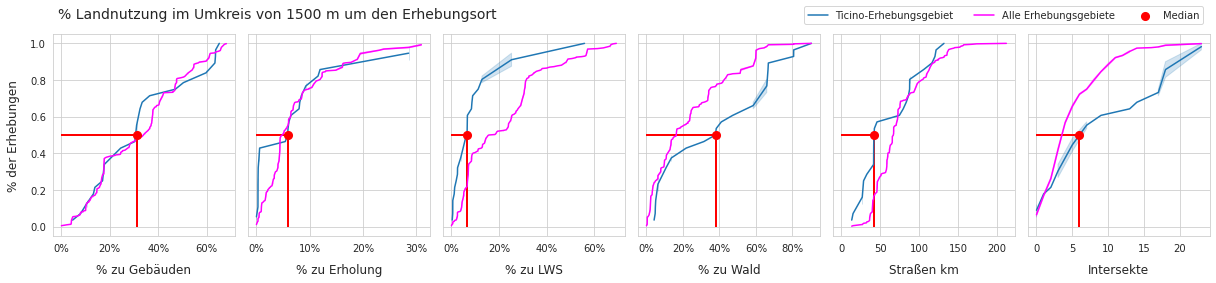 % Landnutzung im Umkreis von 1500 m um den Erhebungsort
Ticino-Erhebungsgebiet Alle Erhebungsgebiete Median
% der Erhebungen
1.0
0.8
0.6
0.4
0.2
0.0
0% 20% 40% 60%
% zu Gebäuden
0% 10% 20% 30%
% zu Erholung
0% 20% 40% 60%
% zu LWS
0% 20% 40% 60% 80%
% zu Wald
0 50 100 150 200
Straßen km
0 5 10 15 20
Intersekte